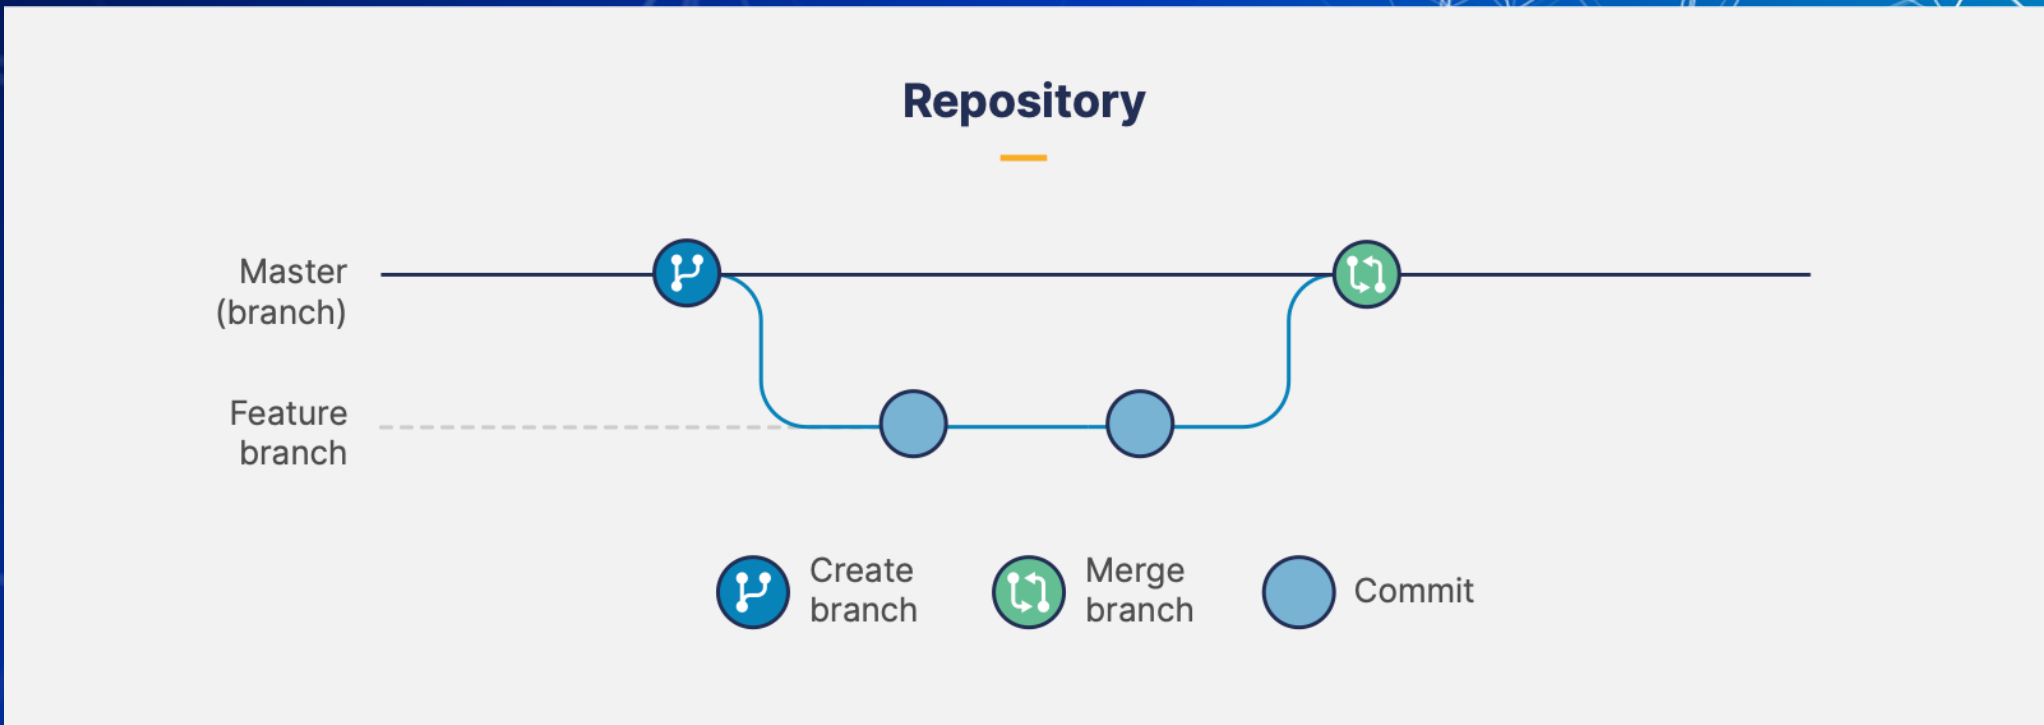 Repository
Master
(branch)
Feature
branch
Create
branch
Merge
branch
Commit